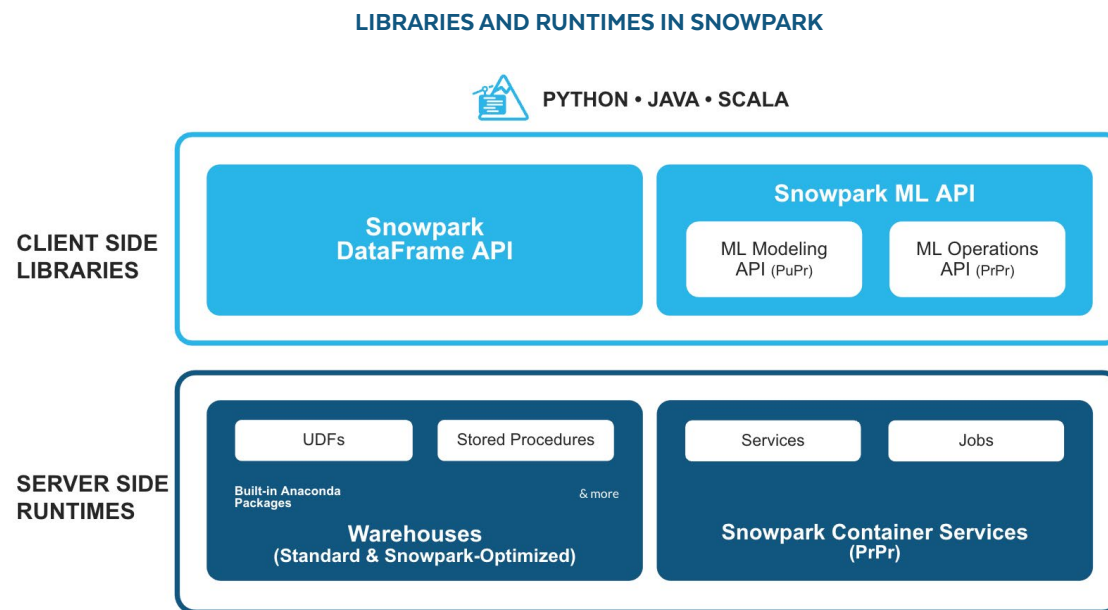 LIBRARIES AND RUNTIMES IN SNOWPARK
PYTHON • JAVA • SCALA
CLIENT SIDE
LIBRARIES
Snowpark
DataFrame API
Snowpark ML API
ML Modeling
API (PuPr)
ML Operations
API (PrPr)
SERVER SIDE
RUNTIMES
UDFs
Stored Procedures
Built-in Anaconda
Packages
& more
Warehouses
(Standard & Snowpark-Optimized)
Services
Jobs
Snowpark Container Services
(PrPr)